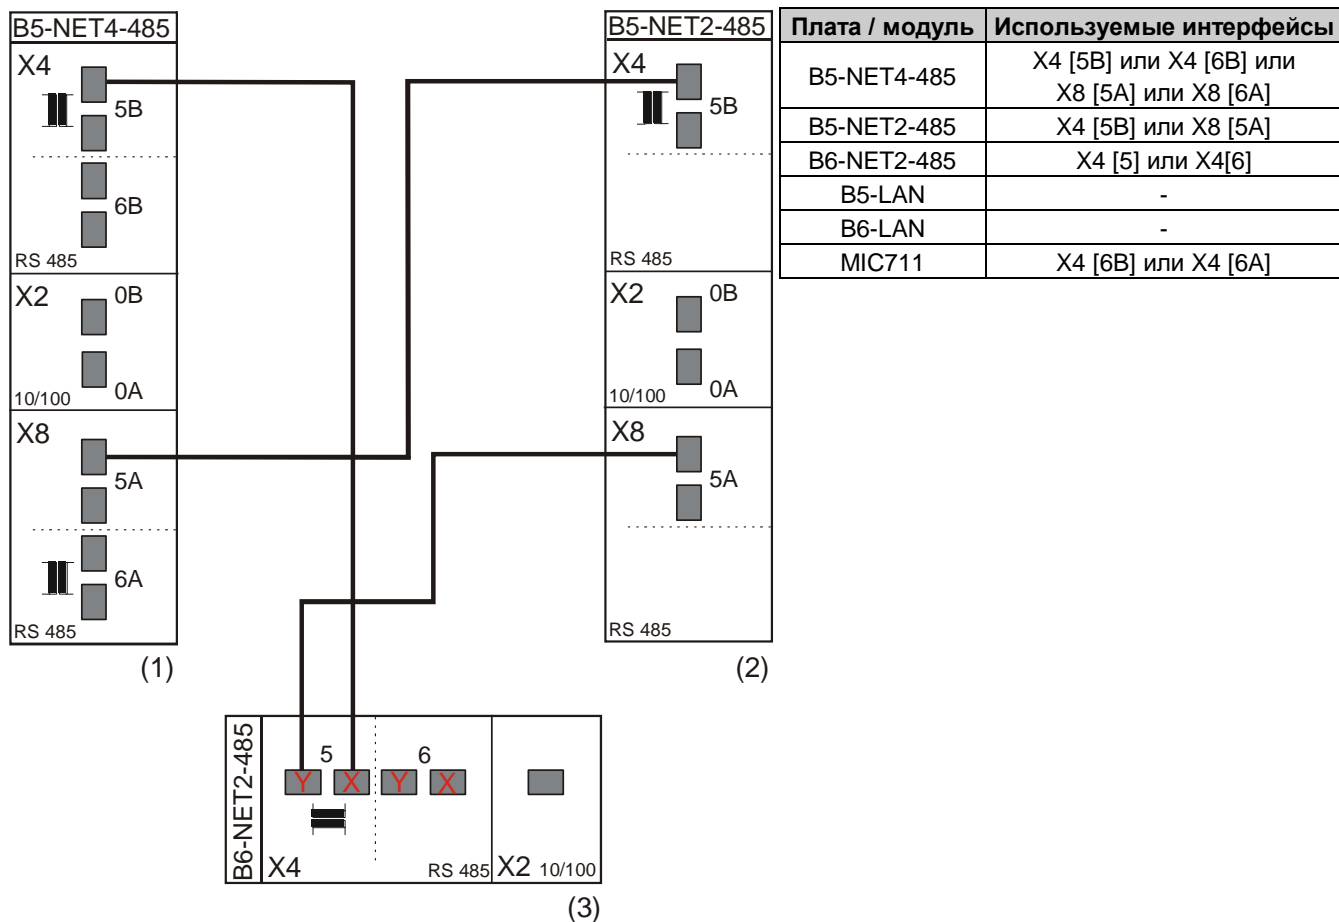 B5-NET4-485
X4
5B
6B
RS 485
X2
0B
0A
10/100
X8
5A
6A
RS 485
(1)
B5-NET2-485
X4
5B
RS 485
X2
0B
0A
10/100
X8
5A
RS 485
(2)
B6-NET2-485
5
6
Y X Y X
X4
RS 485
X2 10/100
(3)
Плата / модуль Используемые интерфейсы
B5-NET4-485 X4 [5B] или X4 [6B] или
X8 [5A] или X8 [6A]
B5-NET2-485 X4 [5B] или X8 [5A]
B6-NET2-485 X4 [5] или X4[6]
B5-LAN -
B6-LAN -
MIC711 X4 [6B] или X4 [6A]